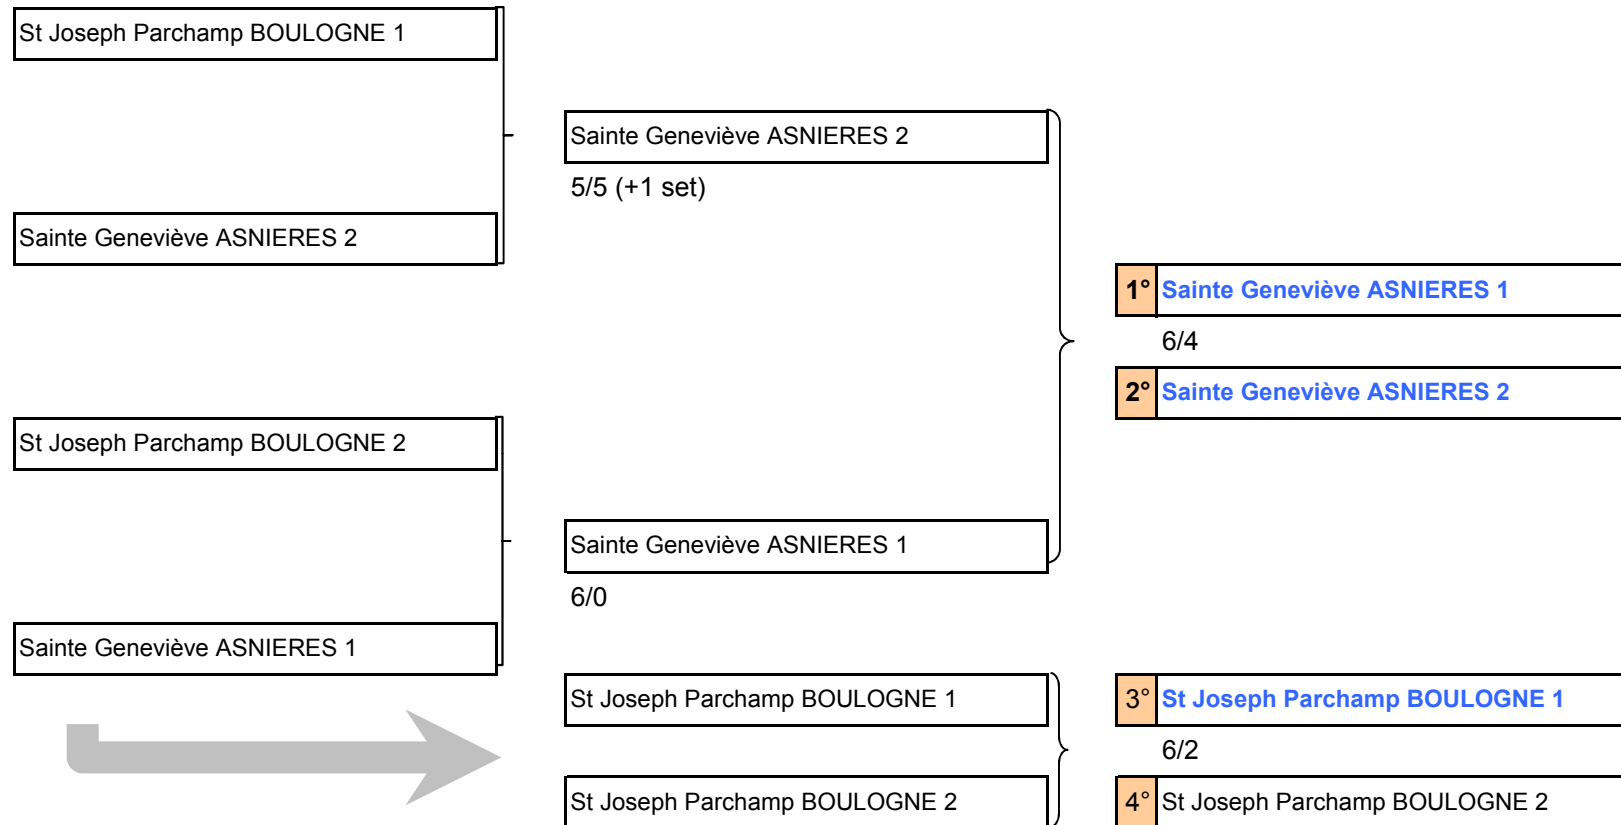 St Joseph Parchamp BOULOGNE 1
Sainte Geneviève ASNIERES 2
5/5 (+1 set)
Sainte Geneviève ASNIERES 2
1° Sainte Geneviève ASNIERES 1
6/4
2° Sainte Geneviève ASNIERES 2
St Joseph Parchamp BOULOGNE 2
Sainte Geneviève ASNIERES 1
6/0
Sainte Geneviève ASNIERES 1
St Joseph Parchamp BOULOGNE 1
3° St Joseph Parchamp BOULOGNE 1
6/2
St Joseph Parchamp BOULOGNE 2
4° St Joseph Parchamp BOULOGNE 2